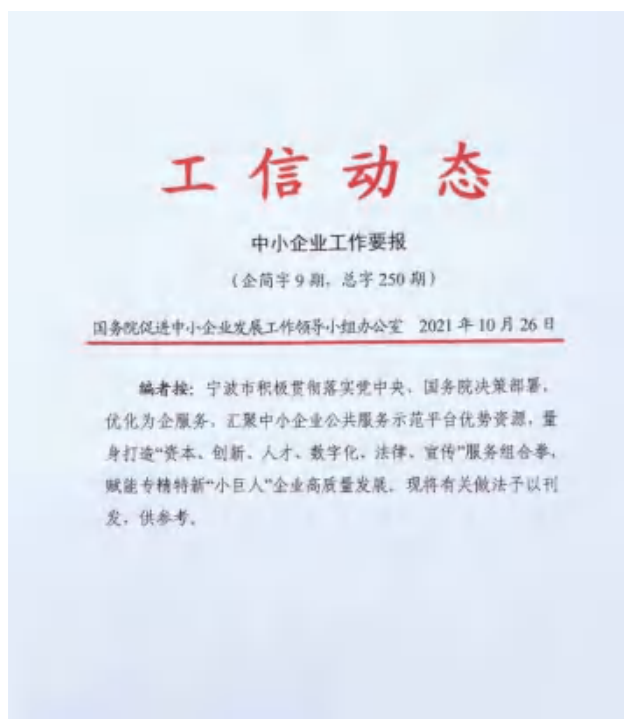 工信动态
中小企业工作要报
（企简字9期，总字250期）
国务院促进中小企业发展工作领导小组办公室 2021年10月26日
编者按：宁波市积极贯彻落实党中央、国务院决策部署，
优化为企服务，汇聚中小企业公共服务示范平台优势资源，量
身打造“资本、创新、人才、数字化、法律、宣传”服务组合拳，
赋能专精特新“小巨人”企业高质量发展。现将有关做法予以刊
发，供参考。